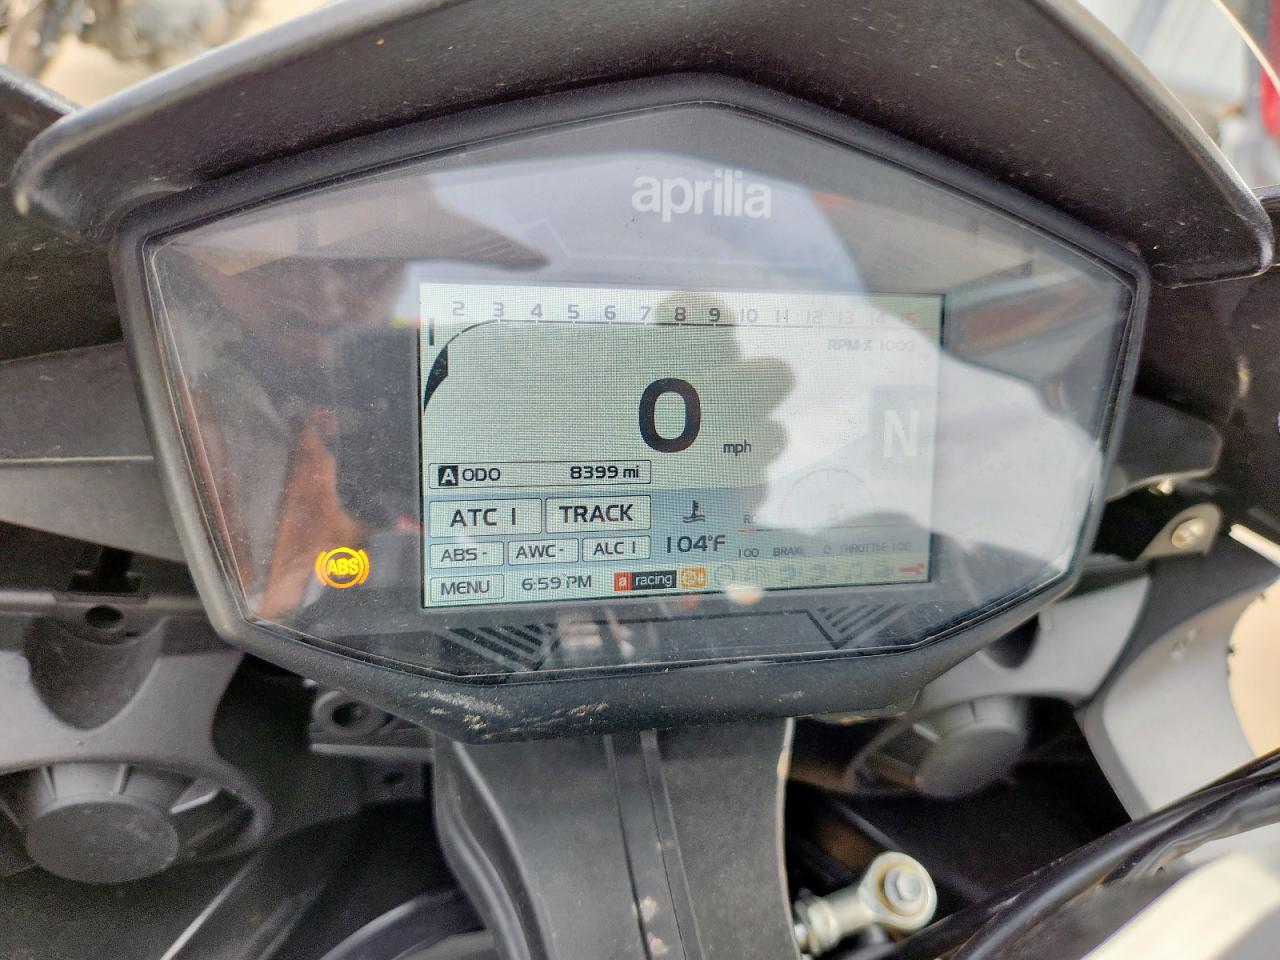 aprilia
2 3 4 5 6 7 8 9 10 11 12 13 14 15
RPM X 1000
0 mph
N
A ODO 8399 mi
ATC 1 TRACK
ABS - AWC - ALC 1 104°F
100 BRAKE 0 THROTTLE 100
ABS
MENU 6:59 PM a racing